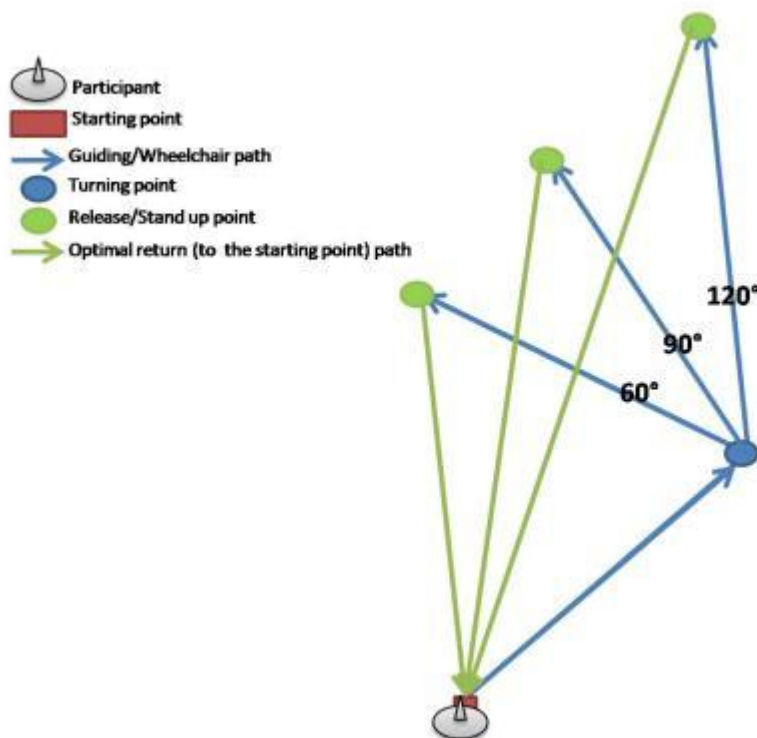 Participant
Starting point
Guiding/Wheelchair path
Turning point
Release/Stand up point
Optimal return (to the starting point) path
120°
90°
60°